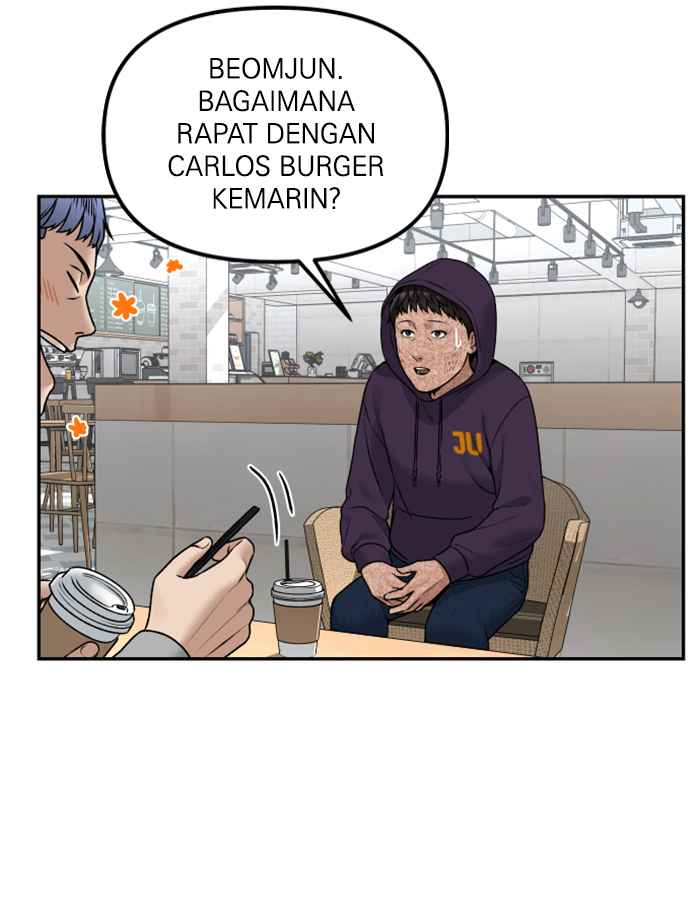 BEOMJUN.
BAGAIMANA
RAPAT DENGAN
CARLOS BURGER
KEMARIN?
JU